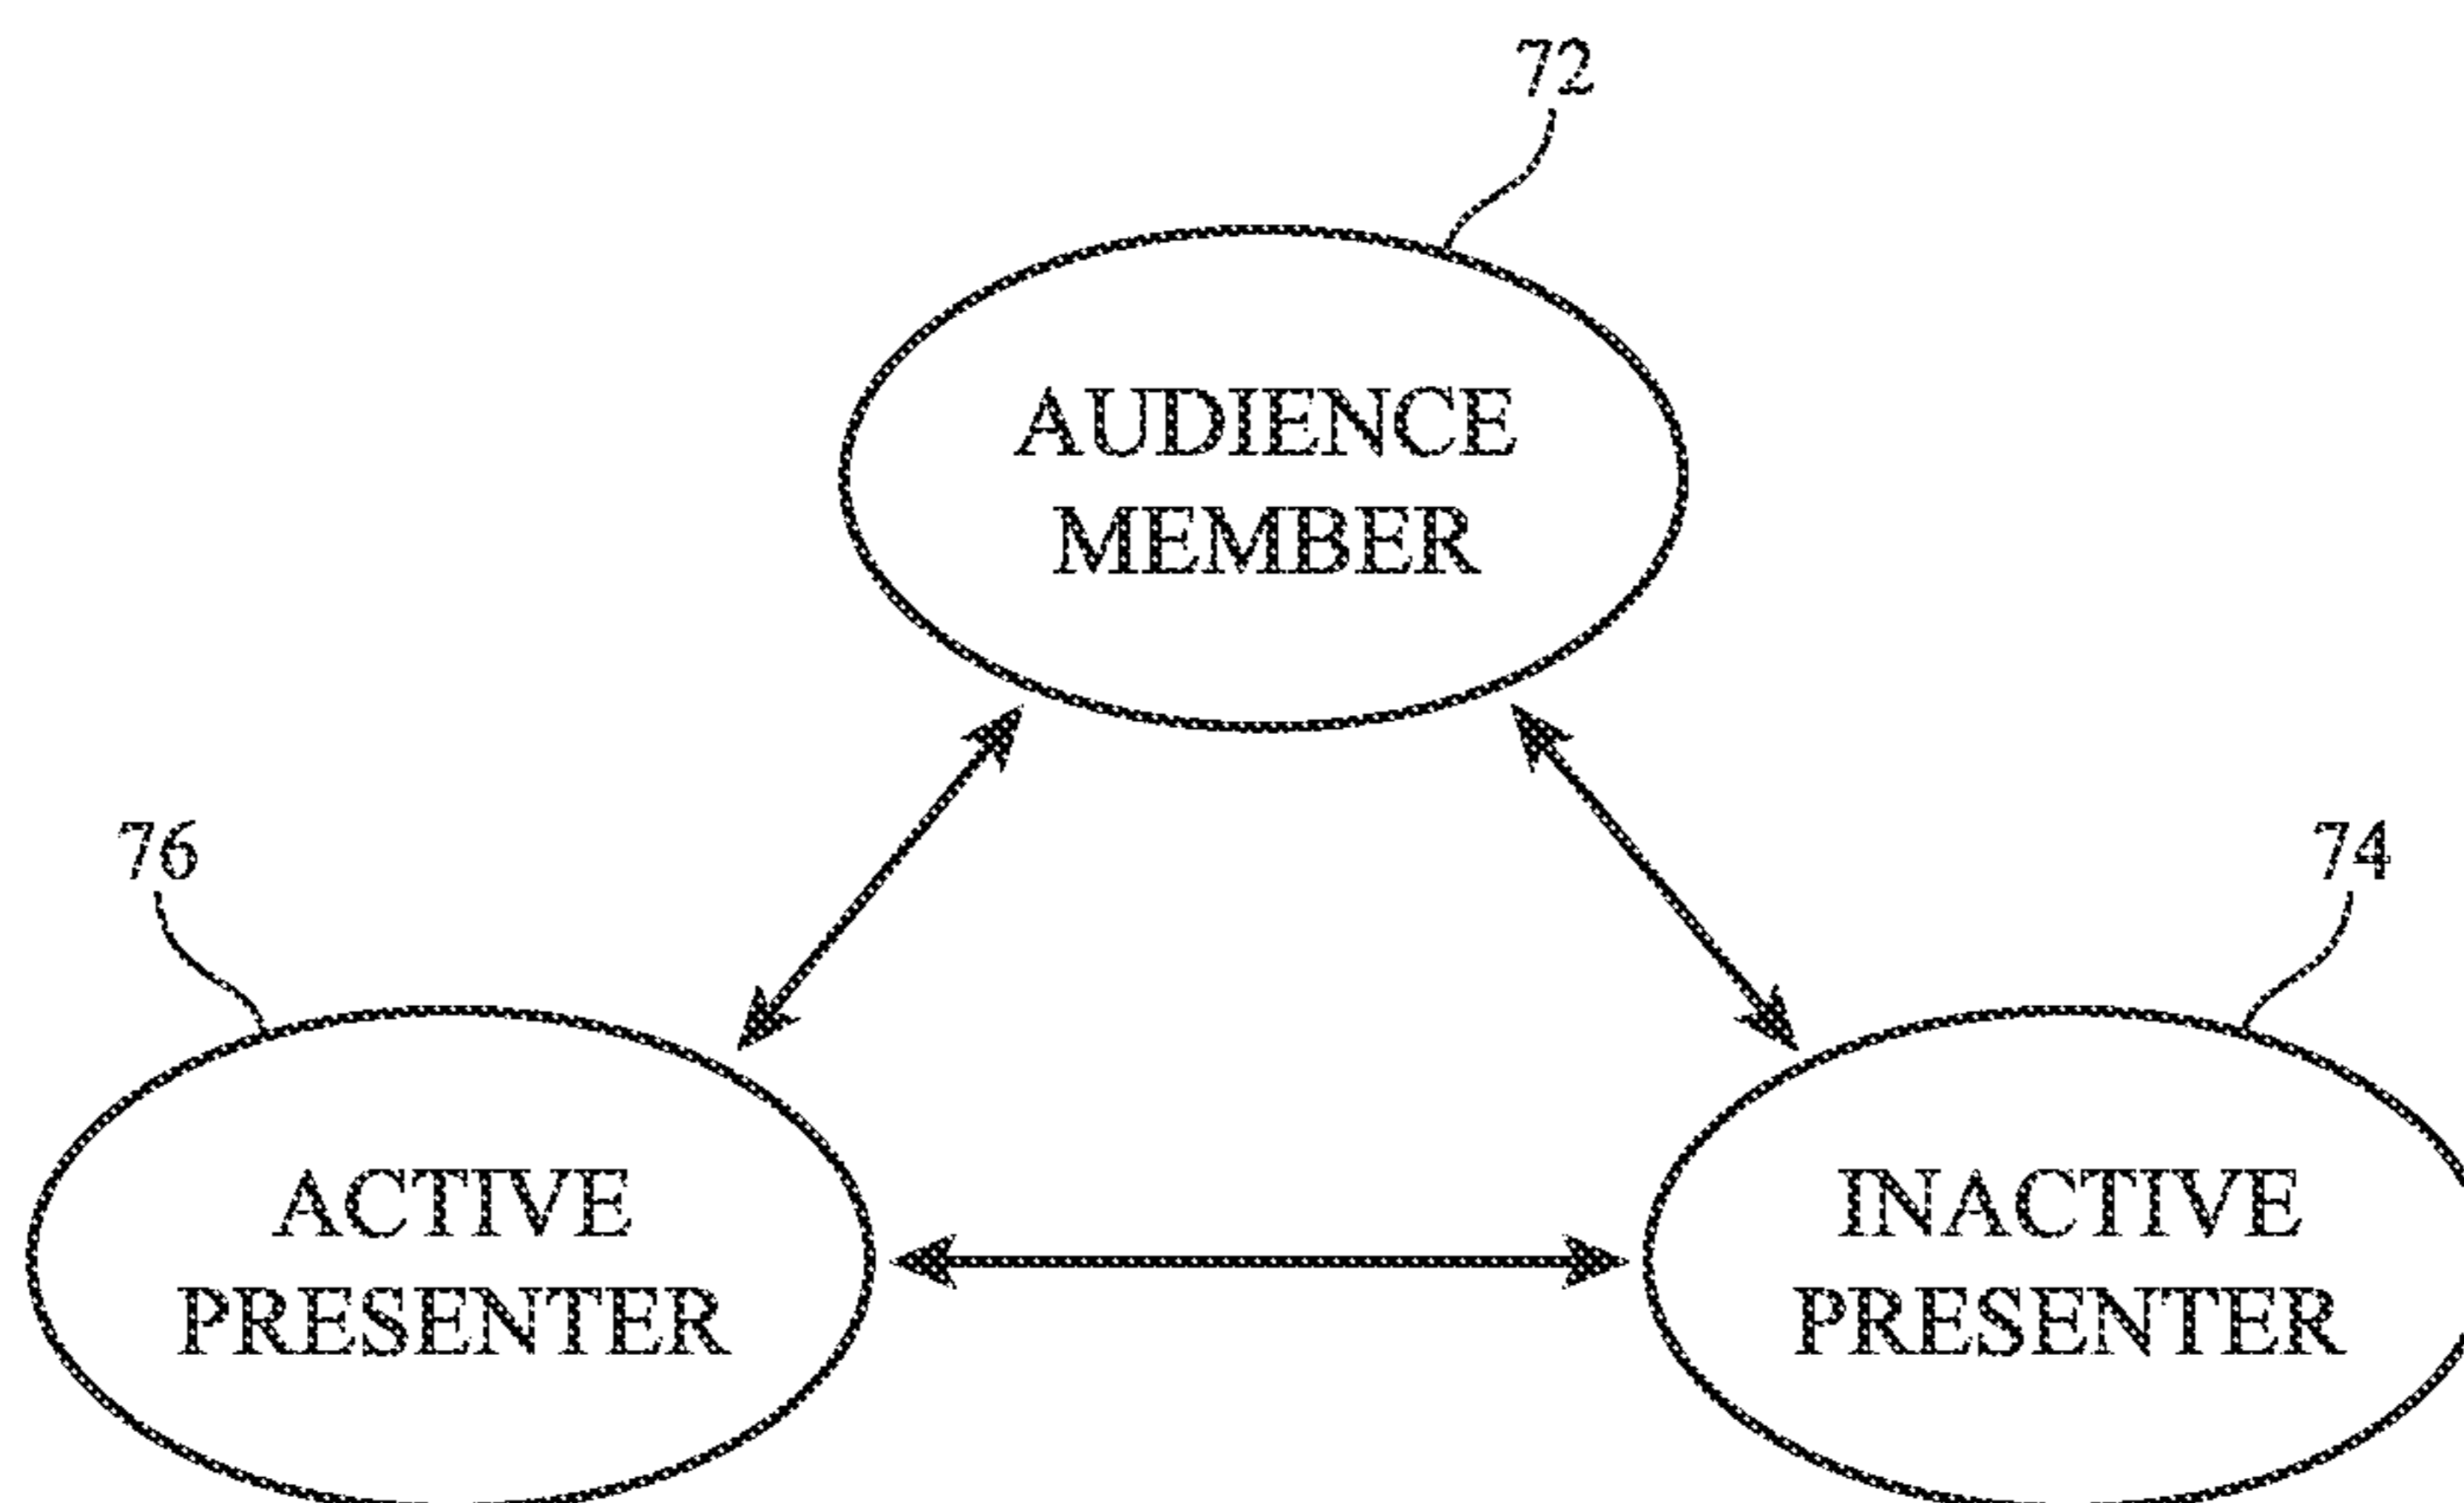 72
AUDIENCE
MEMBER
76
74
ACTIVE
PRESENTER
INACTIVE
PRESENTER